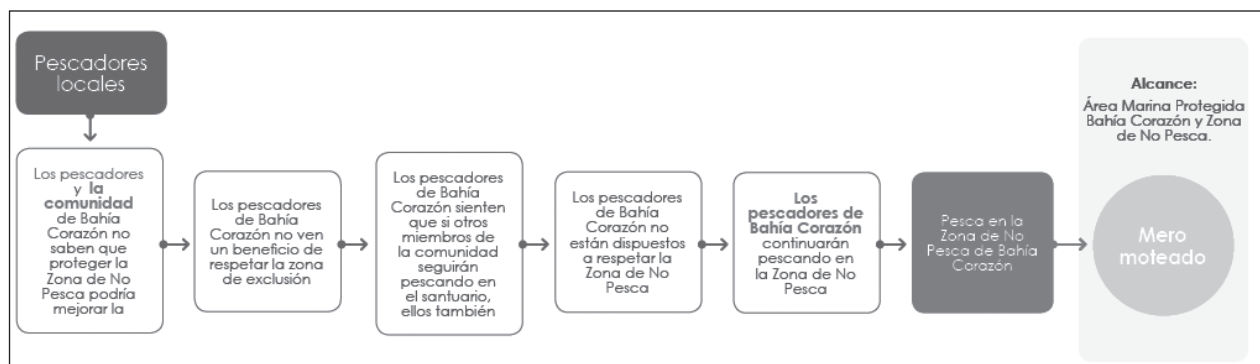 Pescadores
locales
Los pescadores
y la
comunidad
de Bahía
Corazón no
saben que
proteger la
Zona de No
Pesca podría
mejorar la
Los pescadores
de Bahía
Corazón no ven
un beneficio de
respetar la zona
de exclusión
Los pescadores
de Bahía
Corazón sienten
que si otros
miembros de
la comunidad
seguirán
pescando en
el santuario,
ellos también
Los pescadores
de Bahía
Corazón no
están dispuestos
a respetar la
Zona de No
Pesca
Los
pescadores de
Bahía Corazón
continuarán
pescando en
la Zona de No
Pesca
Pesca en la
Zona de No
Pesca de Bahía
Corazón
Alcance:
Área Marina Protegida
Bahía Corazón y Zona
de No Pesca.
Mero
moteado